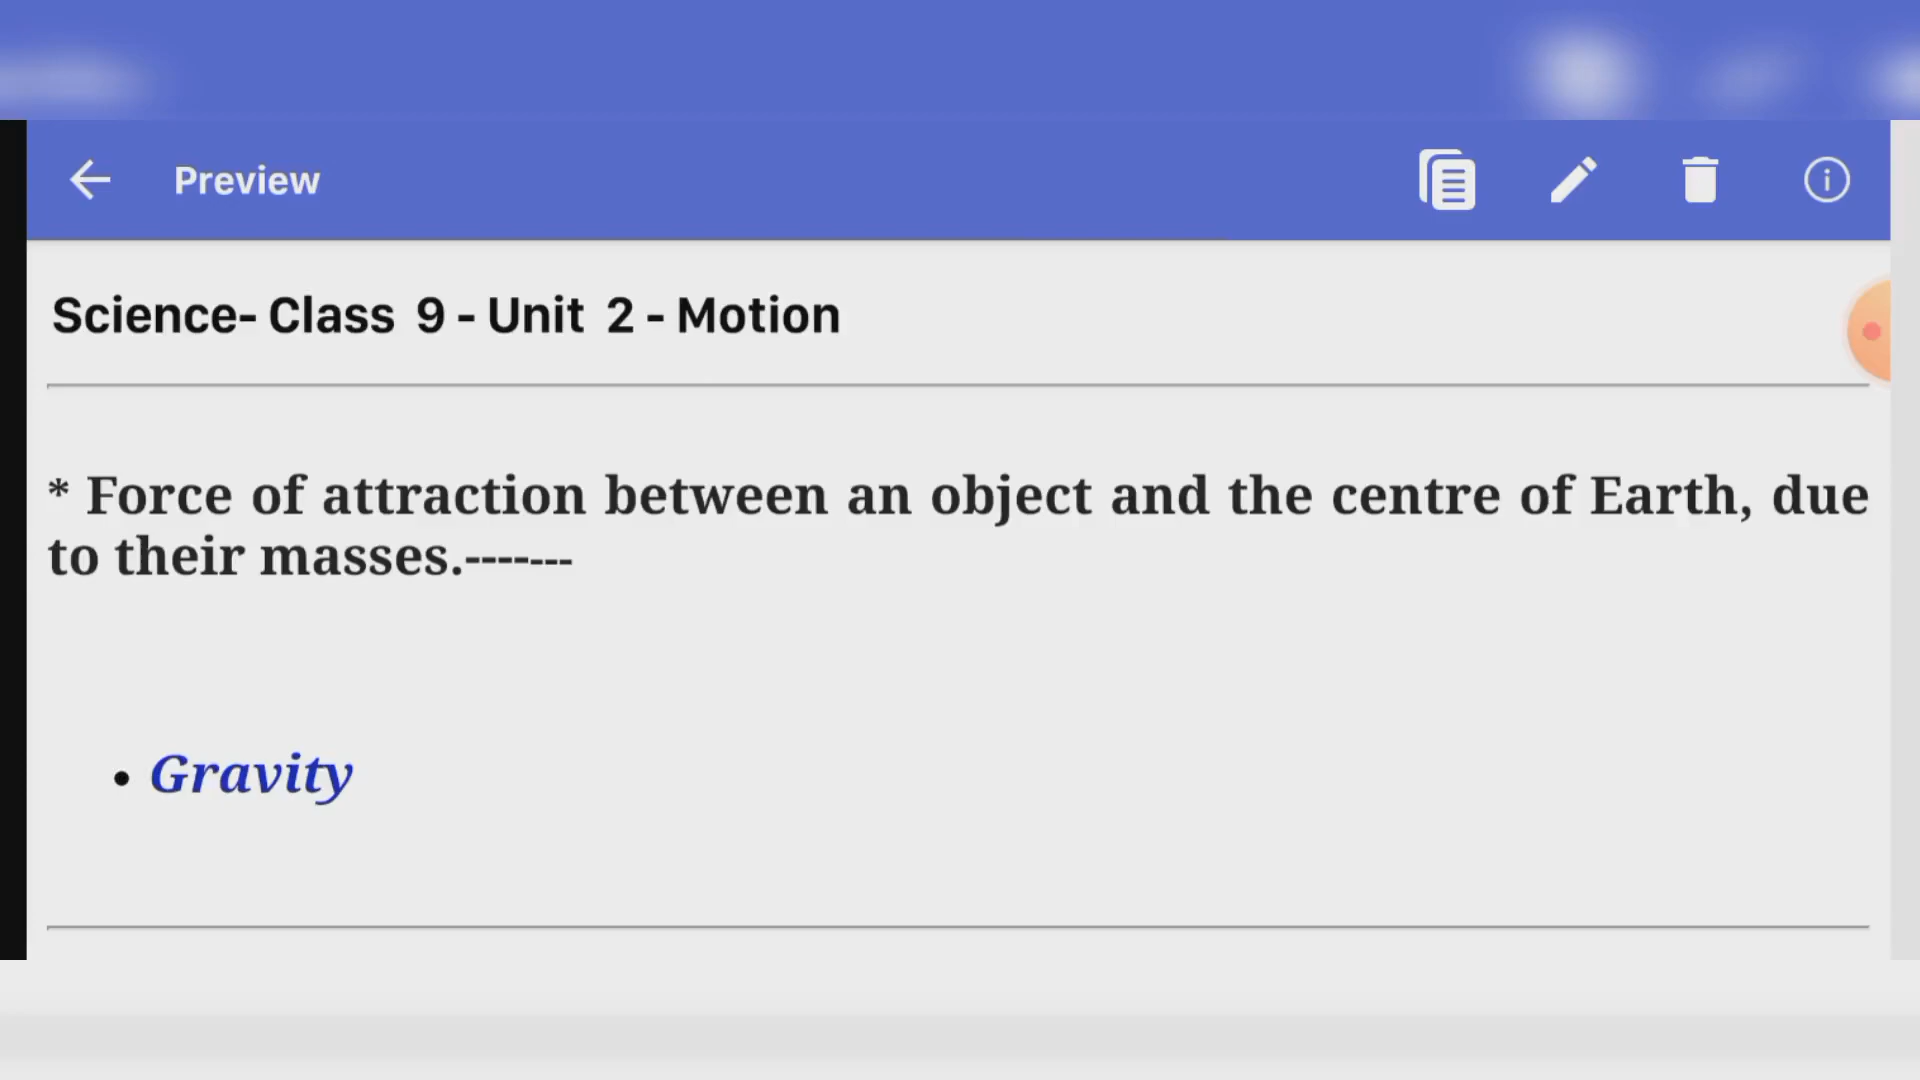 Preview
Science- Class 9 - Unit 2 - Motion
* Force of attraction between an object and the centre of Earth, due
to their masses.-------
• Gravity